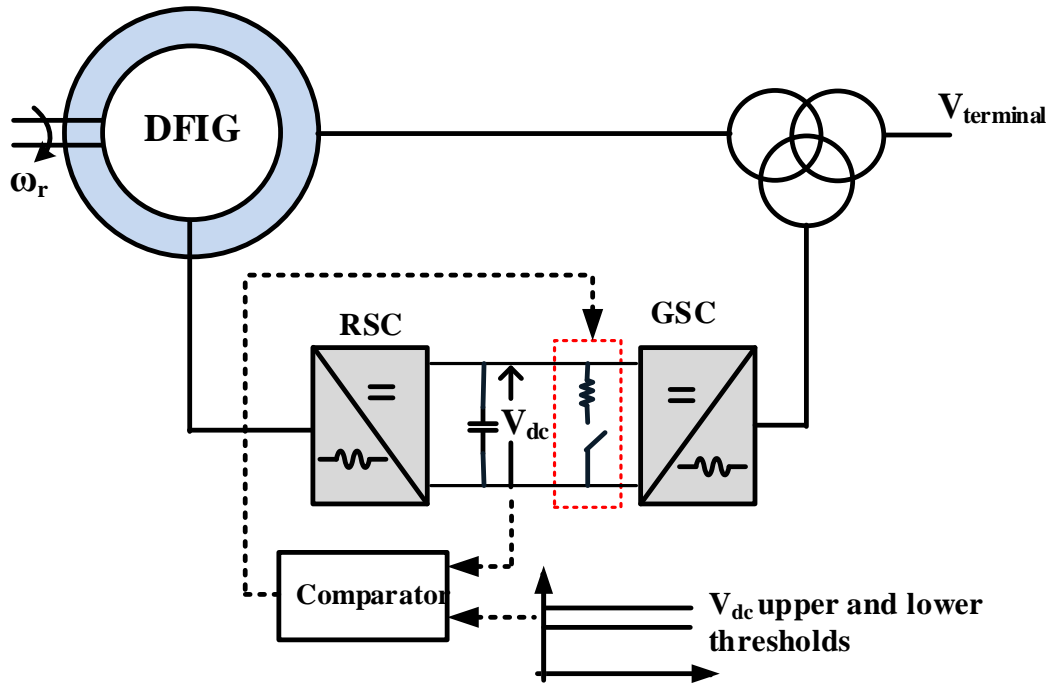 DFIG
V_terminal
ω_r
RSC
GSC
V_dc
Comparator
V_dc upper and lower
thresholds